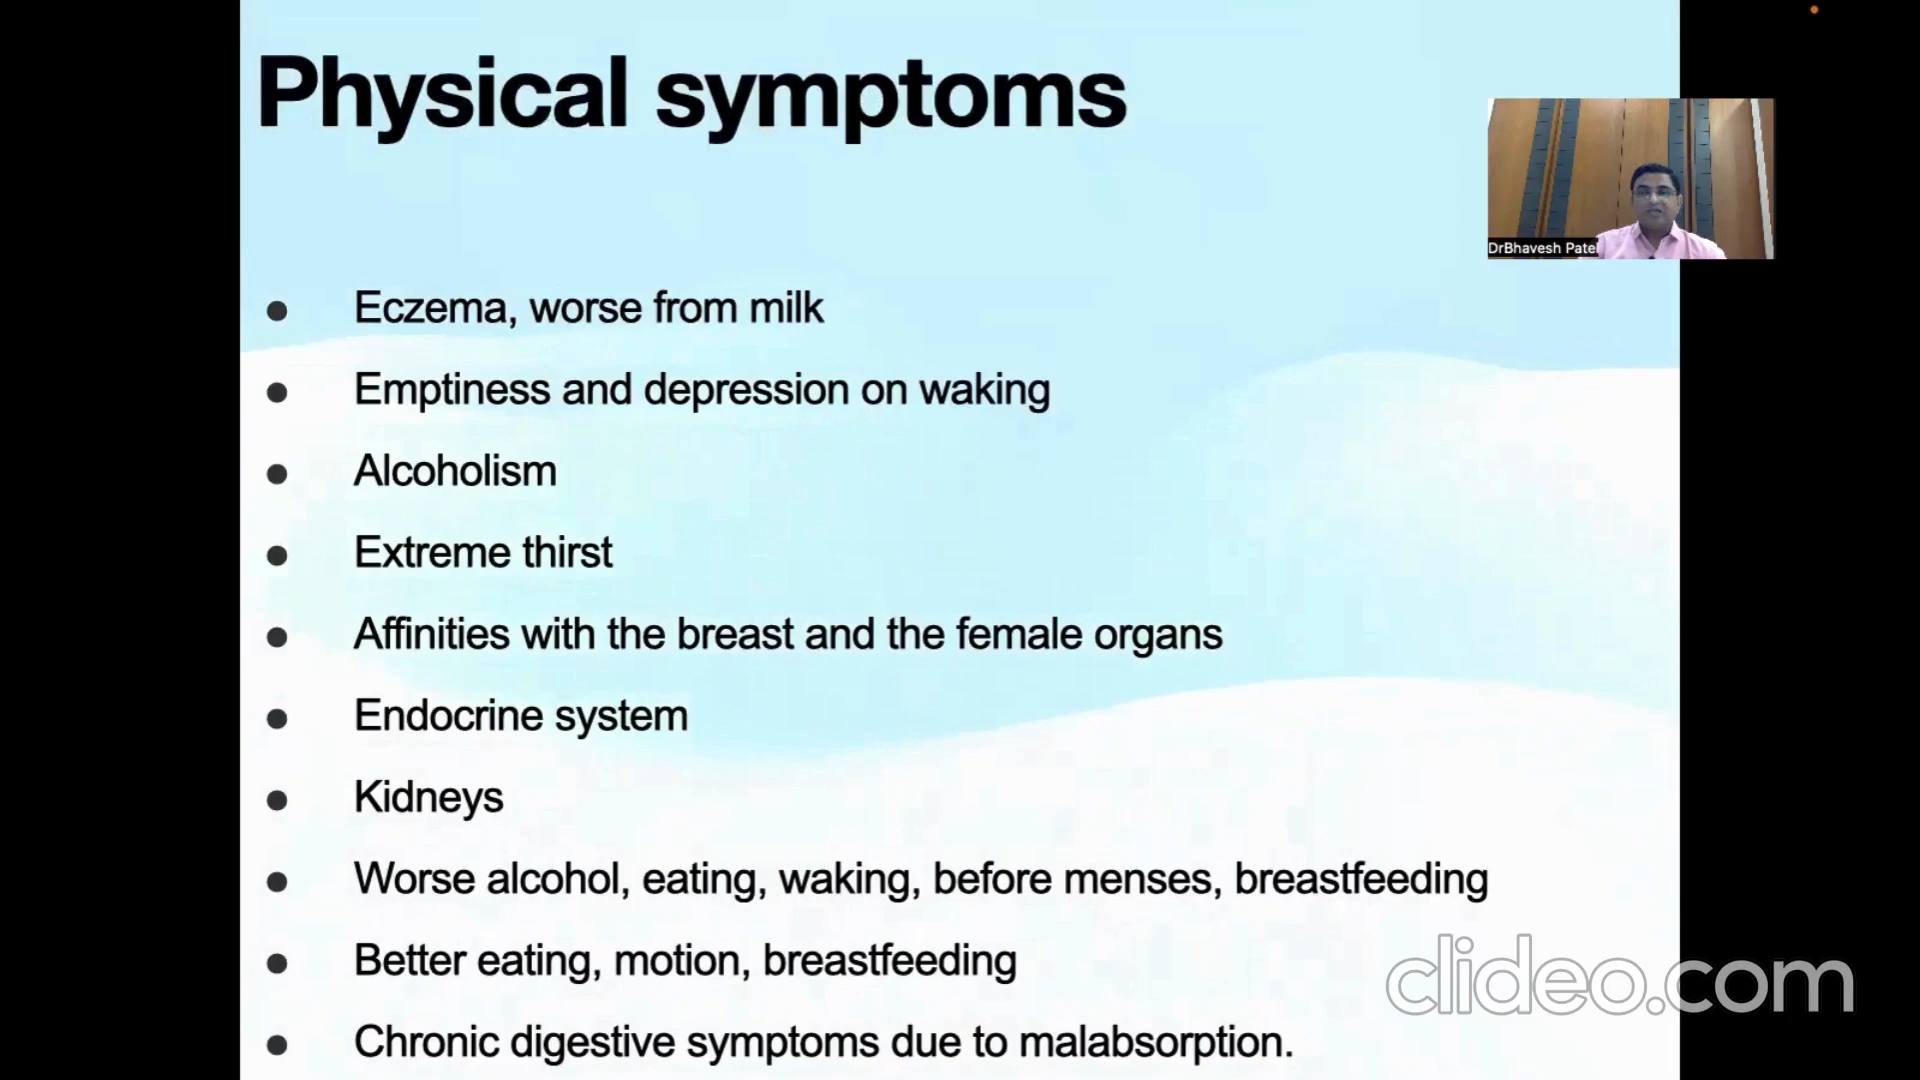 Physical symptoms
DrBhavesh Patel
● Eczema, worse from milk
● Emptiness and depression on waking
● Alcoholism
● Extreme thirst
● Affinities with the breast and the female organs
● Endocrine system
● Kidneys
● Worse alcohol, eating, waking, before menses, breastfeeding
● Better eating, motion, breastfeeding
● Chronic digestive symptoms due to malabsorption.
clideo.com